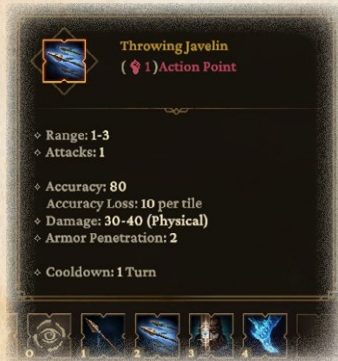 Throwing Javelin
( 1 )Action Point
Range: 1-3
Attacks: 1
Accuracy: 80
Accuracy Loss: 10 per tile
Damage: 30-40 (Physical)
Armor Penetration: 2
Cooldown: 1 Turn
0 1 2 3 4